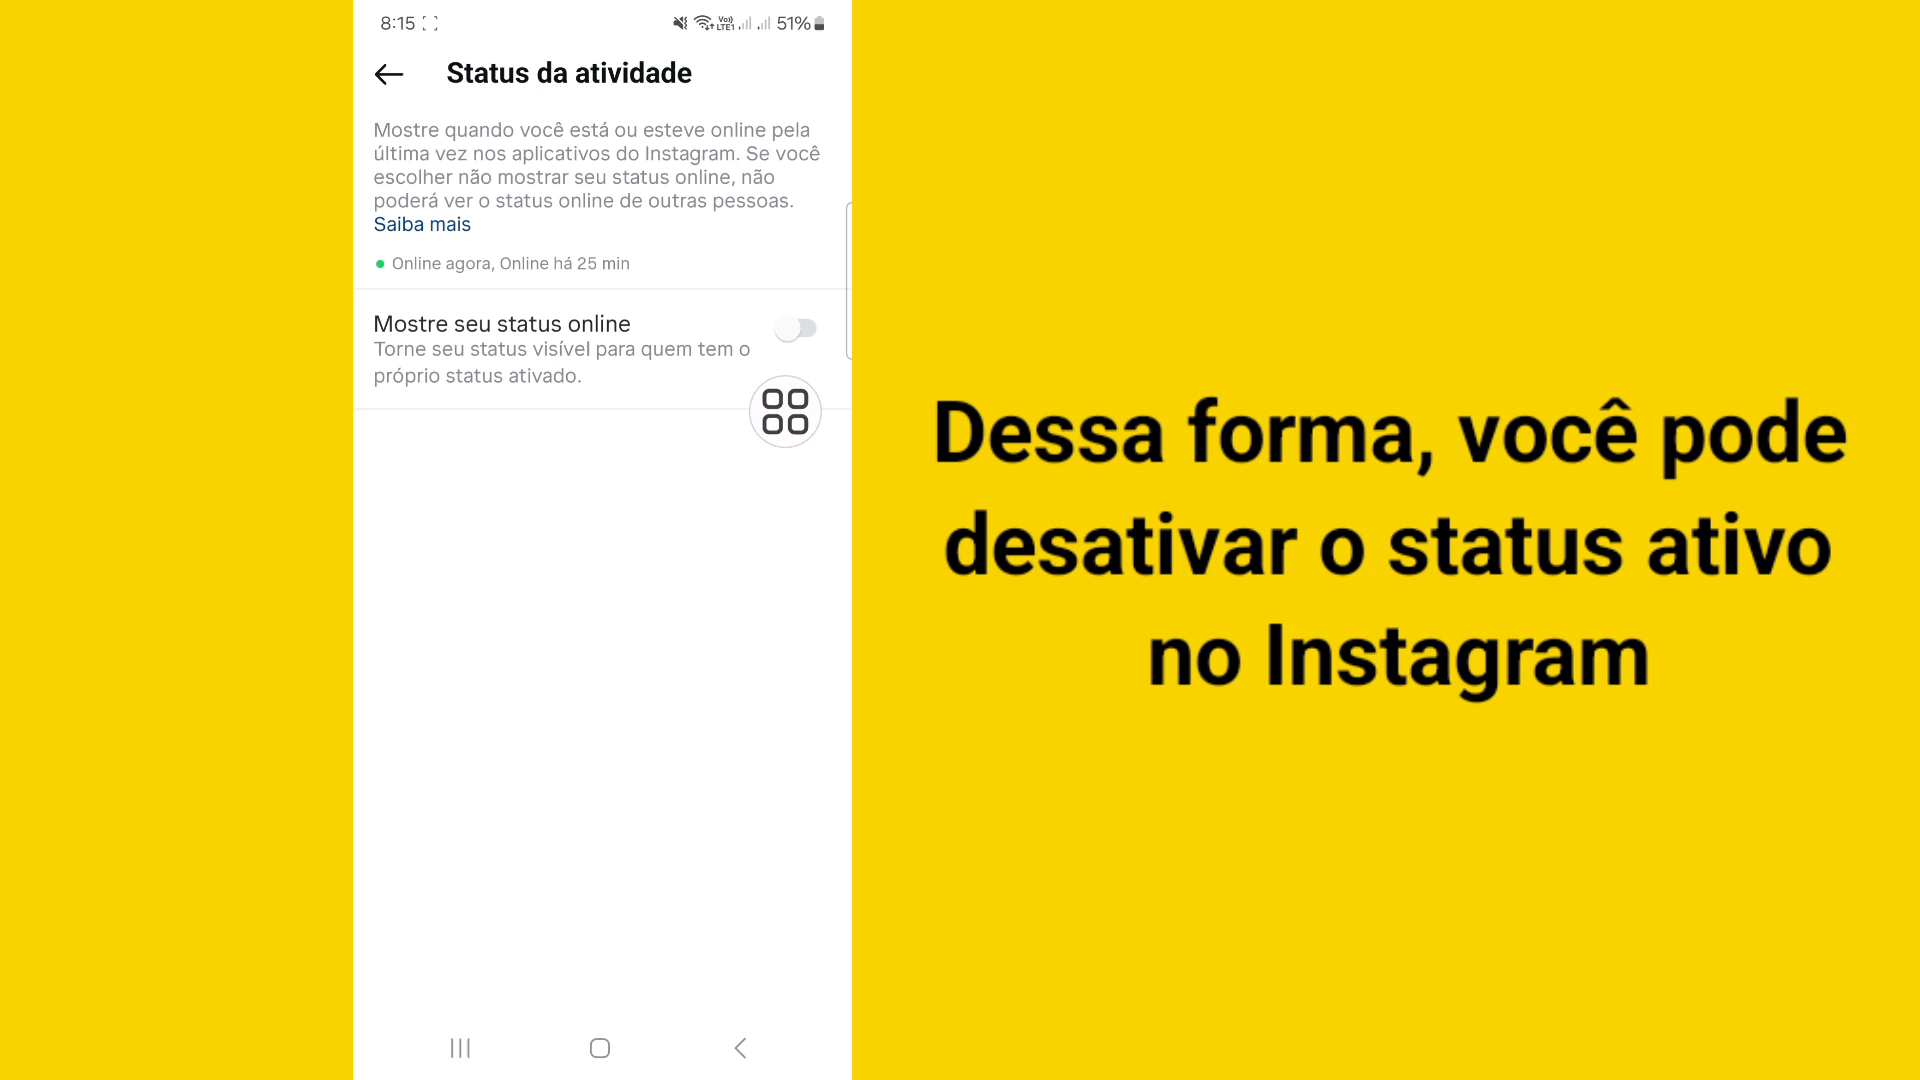 8:15
Vo))
LTE1
51%
Status da atividade
Mostre quando você está ou esteve online pela
última vez nos aplicativos do Instagram. Se você
escolher não mostrar seu status online, não
poderá ver o status online de outras pessoas.
Saiba mais
Online agora, Online há 25 min
Mostre seu status online
Torne seu status visível para quem tem o
próprio status ativado.
Dessa forma, você pode
desativar o status ativo
no Instagram